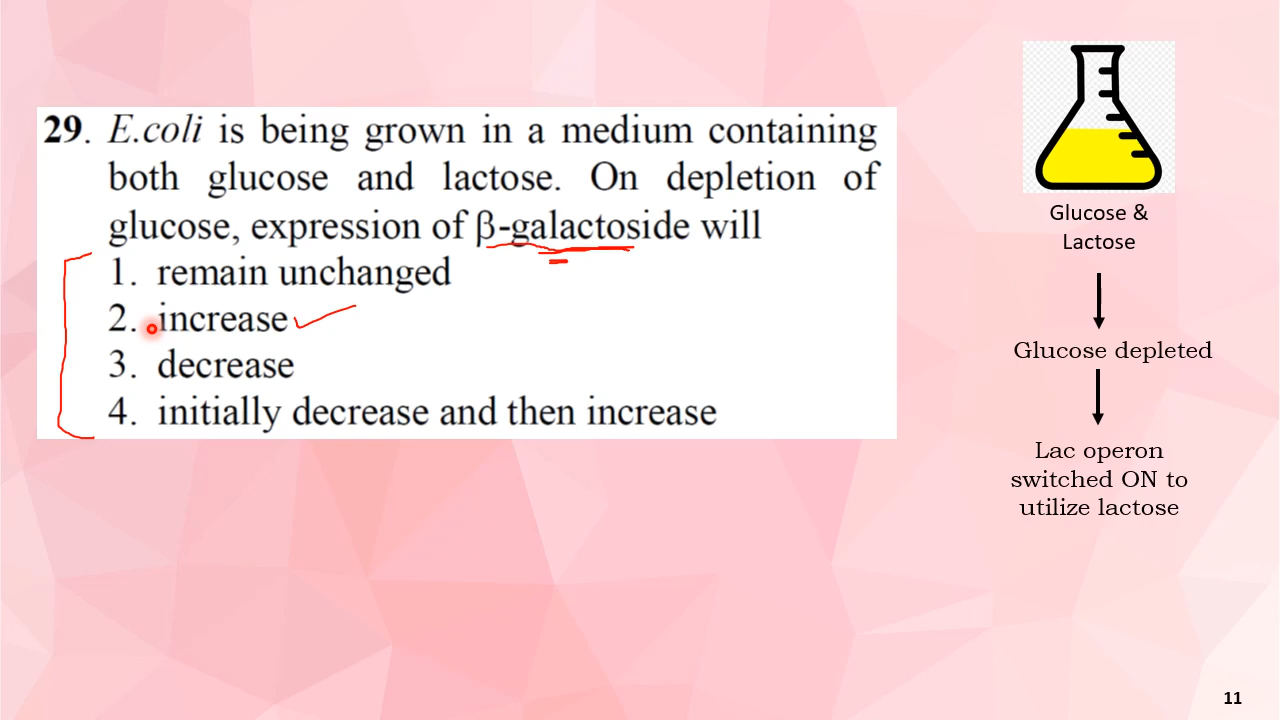 29. E.coli is being grown in a medium containing
both glucose and lactose. On depletion of
glucose, expression of β-galactoside will
1. remain unchanged
2. increase
3. decrease
4. initially decrease and then increase
Glucose &
Lactose
Glucose depleted
Lac operon
switched ON to
utilize lactose
11